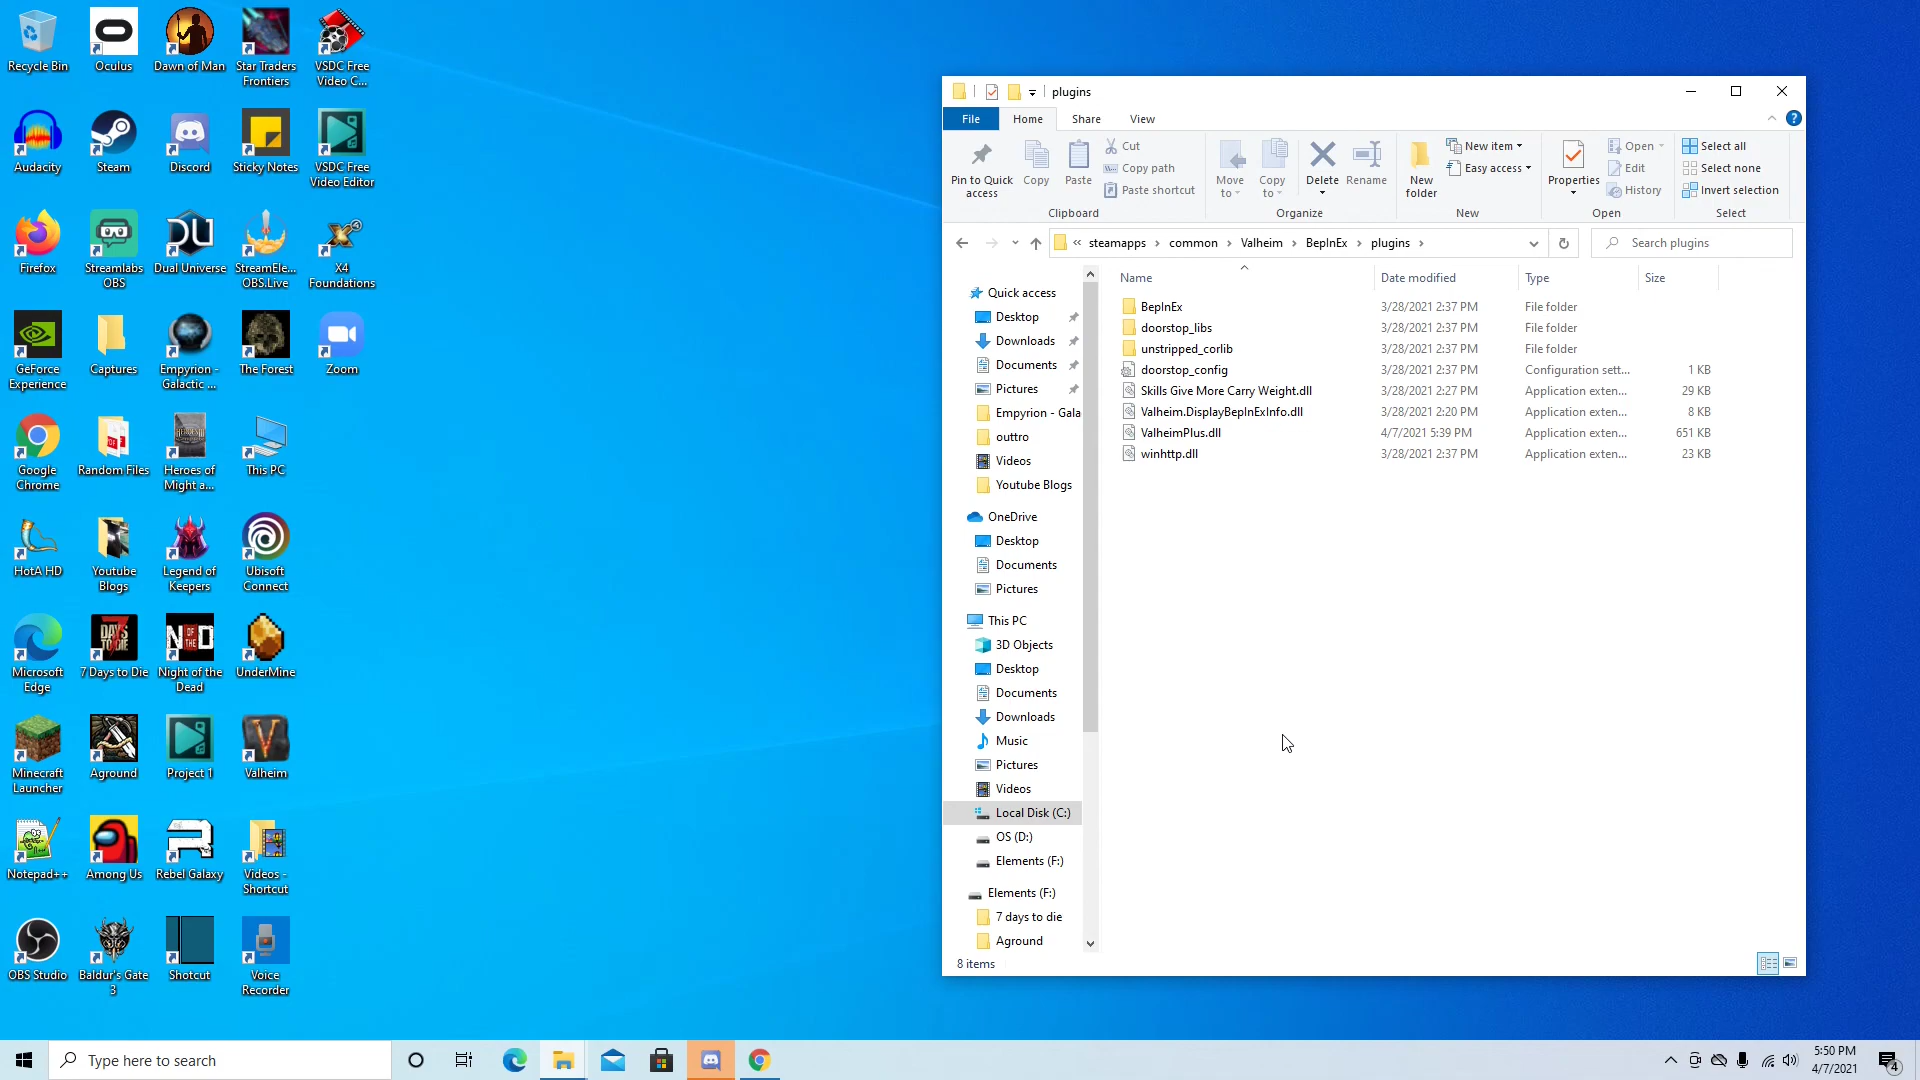 Recycle Bin
Oculus
Dawn of Man
Star Traders
Frontiers
VSDC Free
Video C...
Audacity
Steam
Discord
Sticky Notes
VSDC Free
Video Editor
Firefox
Streamlabs
OBS
DU
Dual Universe
StreamEle...
OBS.Live
X4
Foundations
GeForce
Experience
Captures
Empyrion -
Galactic ...
The Forest
Zoom
Google
Chrome
Random Files
Heroes of
Might a...
This PC
HotA HD
Youtube
Blogs
Legend of
Keepers
Ubisoft
Connect
Microsoft
Edge
7 Days to Die
Night of the
Dead
UnderMine
Minecraft
Launcher
Aground
Project 1
Valheim
Notepad++
Among Us
Rebel Galaxy
Videos -
Shortcut
OBS Studio
Baldur's Gate
3
Shotcut
Voice
Recorder
plugins
File
Home
Share
View
Pin to Quick
access
Copy
Paste
Cut
Copy path
Paste shortcut
Clipboard
Move
to
Copy
to
Delete
Rename
Organize
New
folder
New item
Easy access
New
Properties
Open
Edit
History
Open
Select all
Select none
Invert selection
Select
« steamapps › common › Valheim › BepInEx › plugins ›
Search plugins
Quick access
Desktop
Downloads
Documents
Pictures
Empyrion - Gala
outtro
Videos
Youtube Blogs
OneDrive
Desktop
Documents
Pictures
This PC
3D Objects
Desktop
Documents
Downloads
Music
Pictures
Videos
Local Disk (C:)
OS (D:)
Elements (F:)
Elements (F:)
7 days to die
Aground
Name Date modified Type Size
BepInEx 3/28/2021 2:37 PM File folder
doorstop_libs 3/28/2021 2:37 PM File folder
unstripped_corlib 3/28/2021 2:37 PM File folder
doorstop_config 3/28/2021 2:37 PM Configuration sett... 1 KB
Skills Give More Carry Weight.dll 3/28/2021 2:27 PM Application exten... 29 KB
Valheim.DisplayBepInExInfo.dll 3/28/2021 2:20 PM Application exten... 8 KB
ValheimPlus.dll 4/7/2021 5:39 PM Application exten... 651 KB
winhttp.dll 3/28/2021 2:37 PM Application exten... 23 KB
8 items
Type here to search
5:50 PM
4/7/2021
4